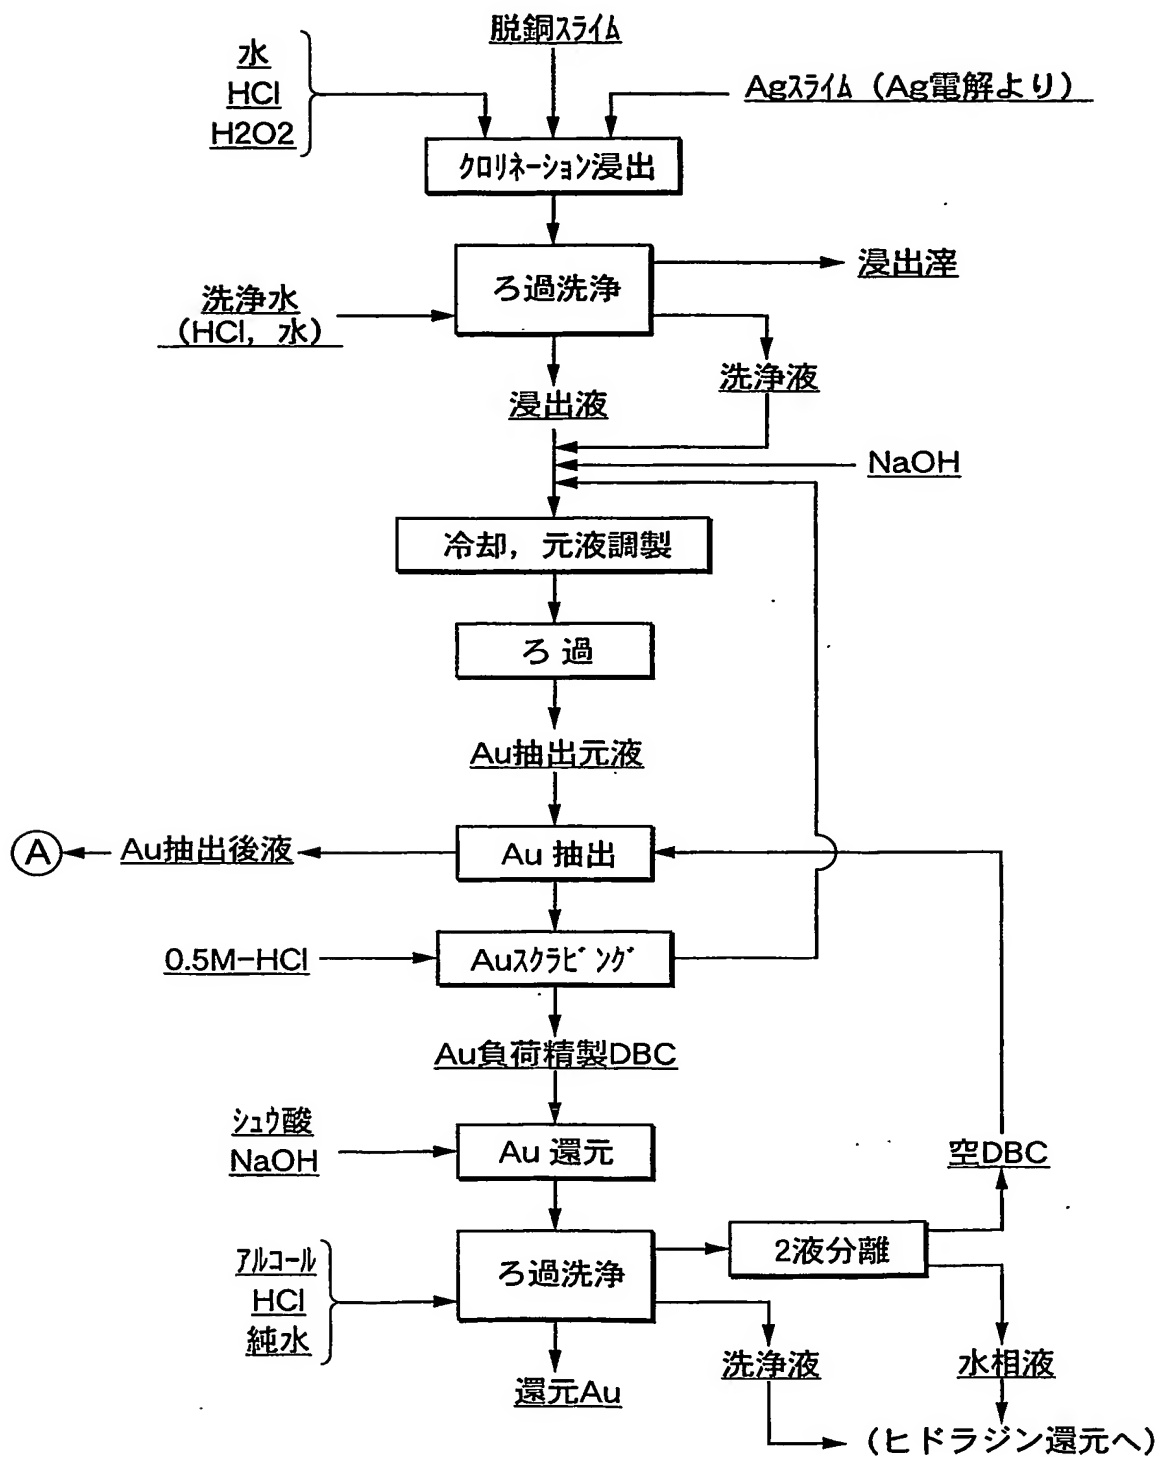 脱銅スライム
水
HCl
H2O2
Agスライム（Ag電解より）
クロリネーション浸出
ろ過洗浄
浸出滓
洗浄水
（HCl，水）
洗浄液
浸出液
NaOH
冷却，元液調製
ろ過
Au抽出元液
A
Au抽出後液
Au 抽出
0.5M-HCl
Auスクラビング
Au負荷精製DBC
シュウ酸
NaOH
Au 還元
空DBC
2液分離
アルコール
HCl
純水
ろ過洗浄
洗浄液
水相液
還元Au
（ヒドラジン還元へ）